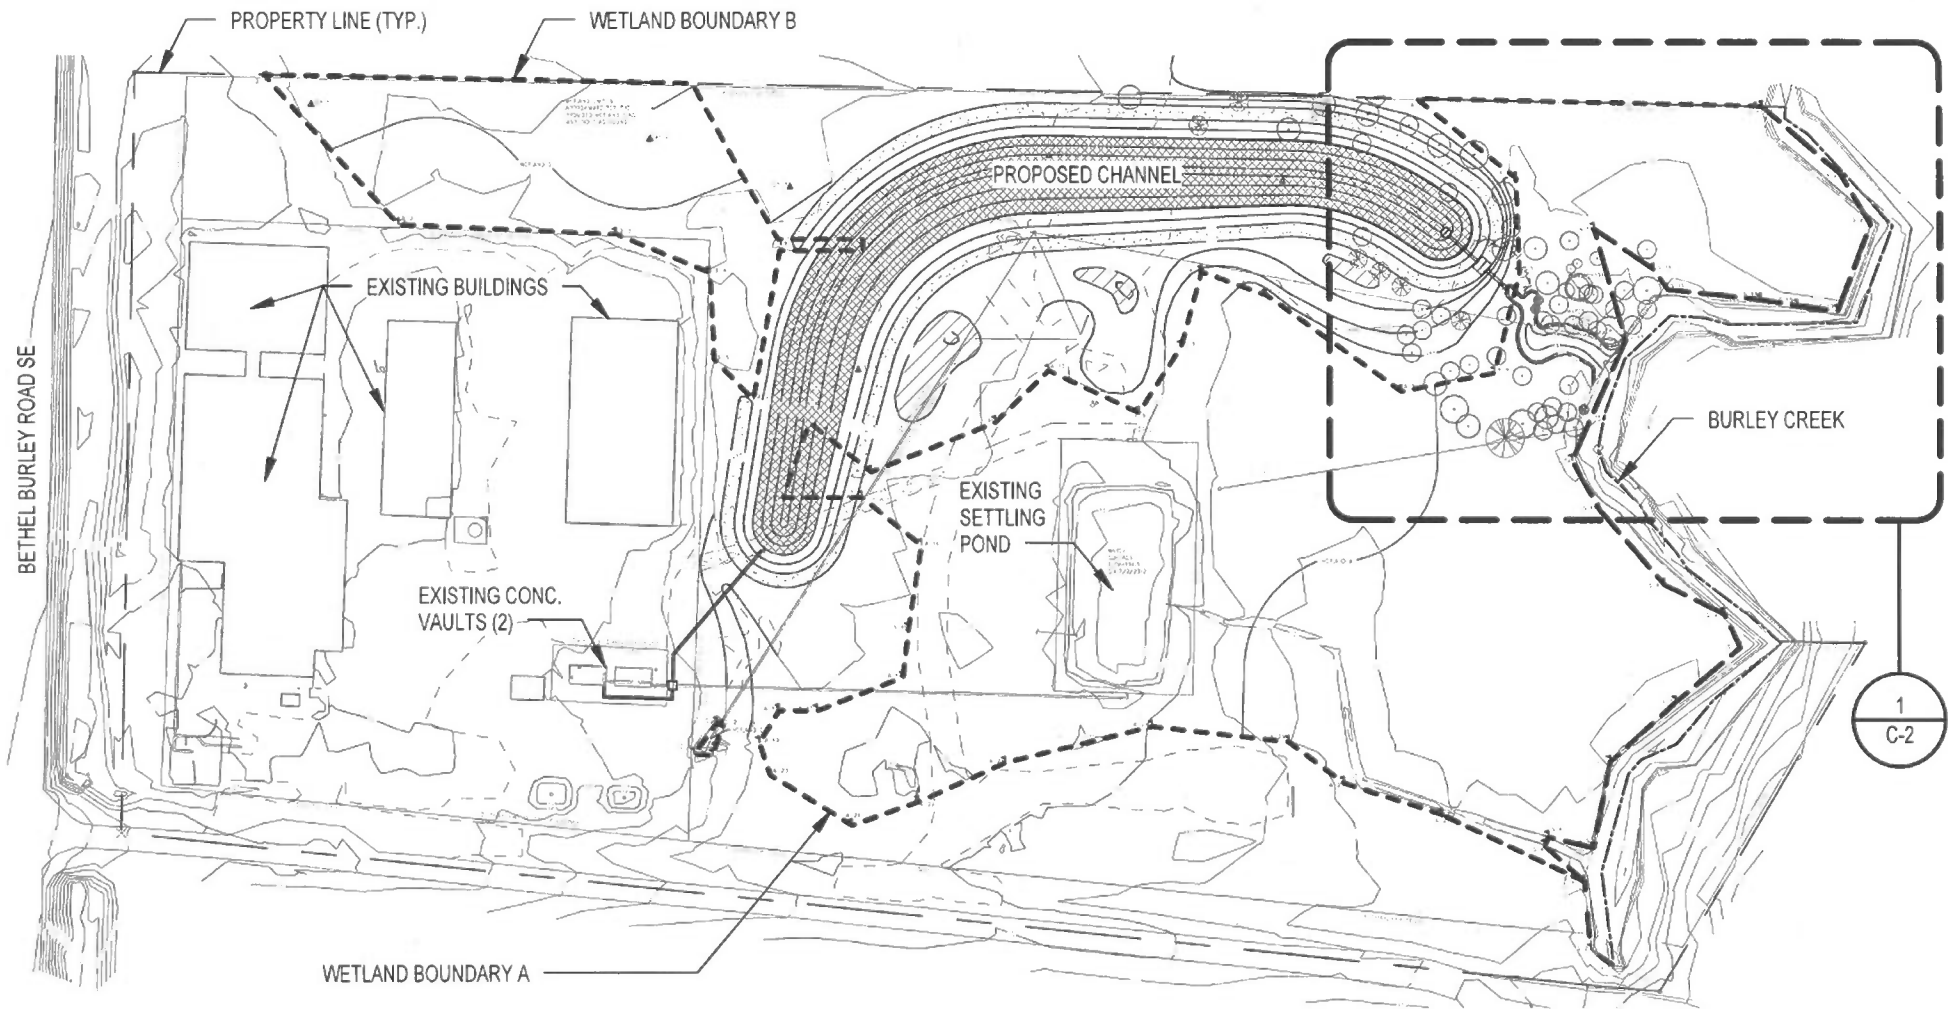 PROPERTY LINE (TYP.)
WETLAND BOUNDARY B
PROPOSED CHANNEL
EXISTING BUILDINGS
BETHEL BURLEY ROAD SE
BURLEY CREEK
EXISTING
SETTLING
POND
EXISTING CONC.
VAULTS (2)
1
C-2
WETLAND BOUNDARY A